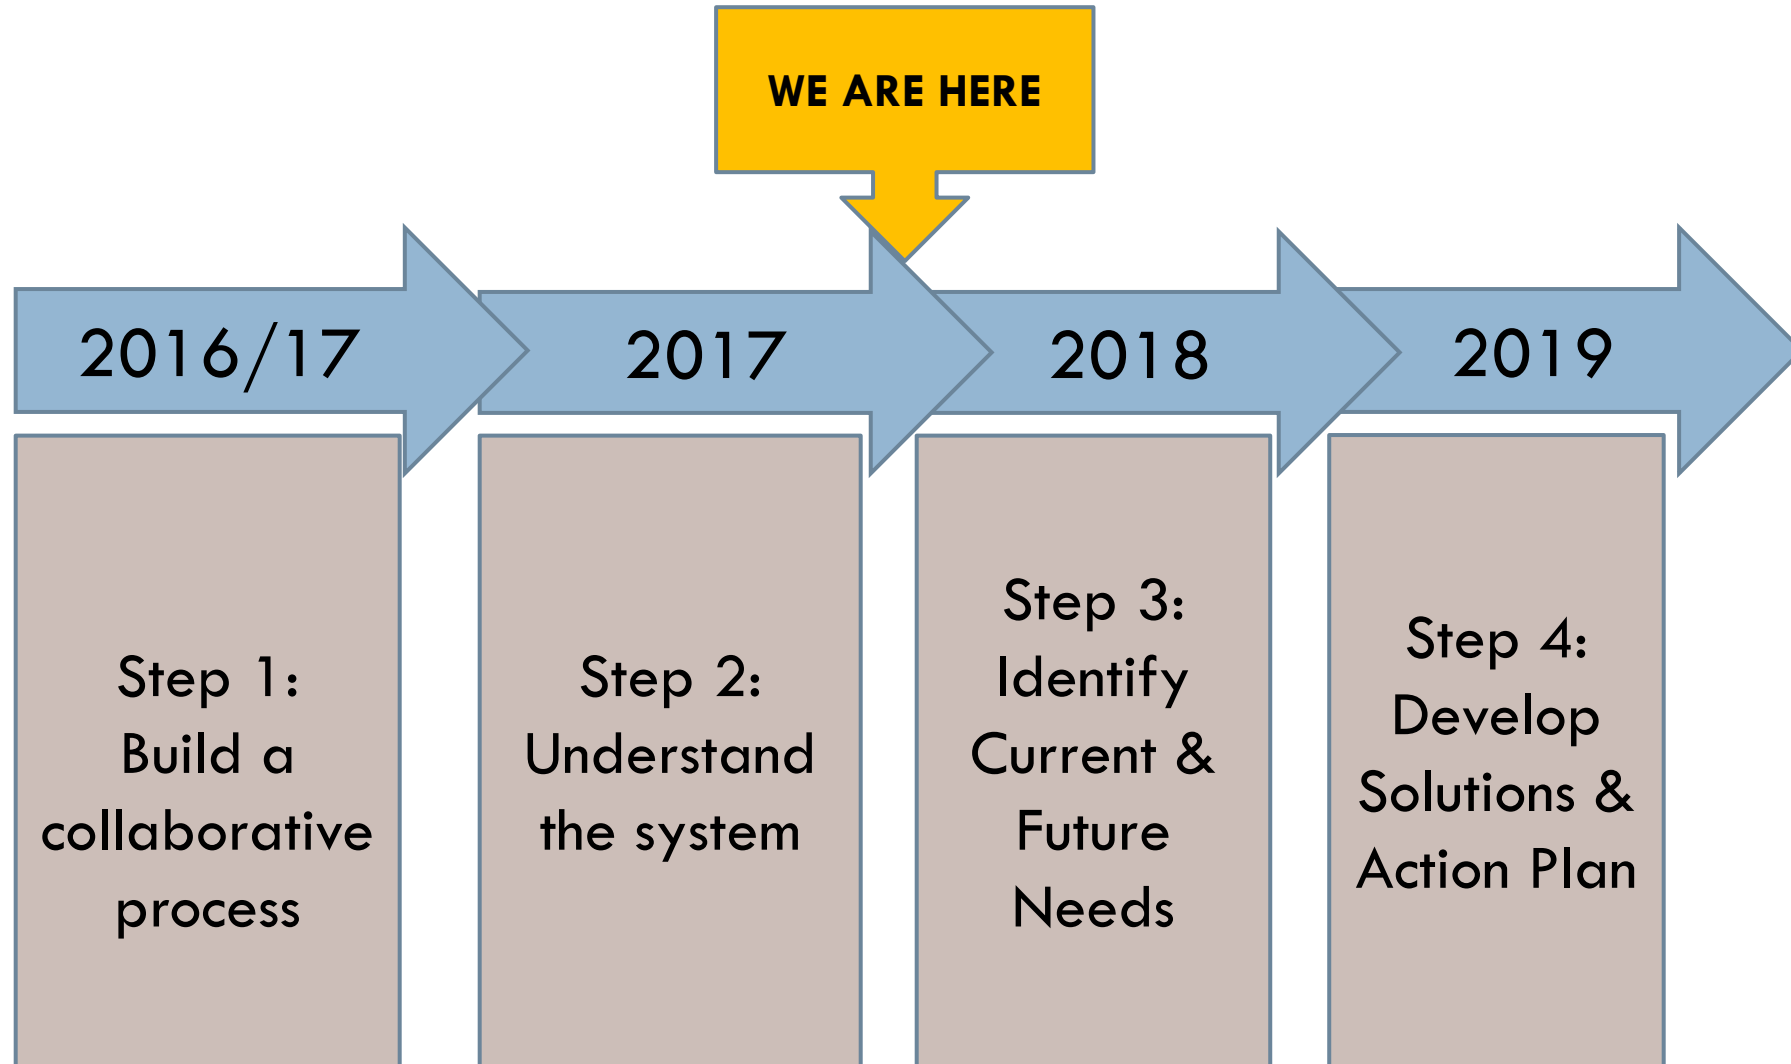 WE ARE HERE
2016/17
2017
2018
2019
Step 1:
Build a
collaborative
process
Step 2:
Understand
the system
Step 3:
Identify
Current &
Future
Needs
Step 4:
Develop
Solutions &
Action Plan